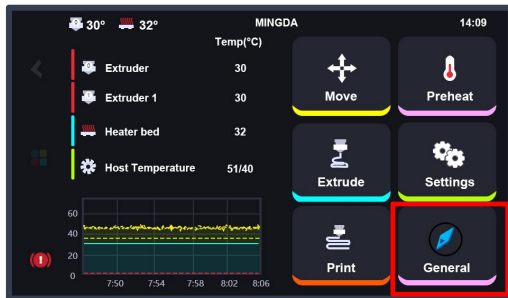 30° 32° MINGDA 14:09
Temp(°C)
Extruder 30
Extruder 1 30
Heater bed 32
Host Temperature 51/40
Move
Preheat
Extrude
Settings
Print
General
60
40
20
0
7:50 7:54 7:58 8:02 8:06